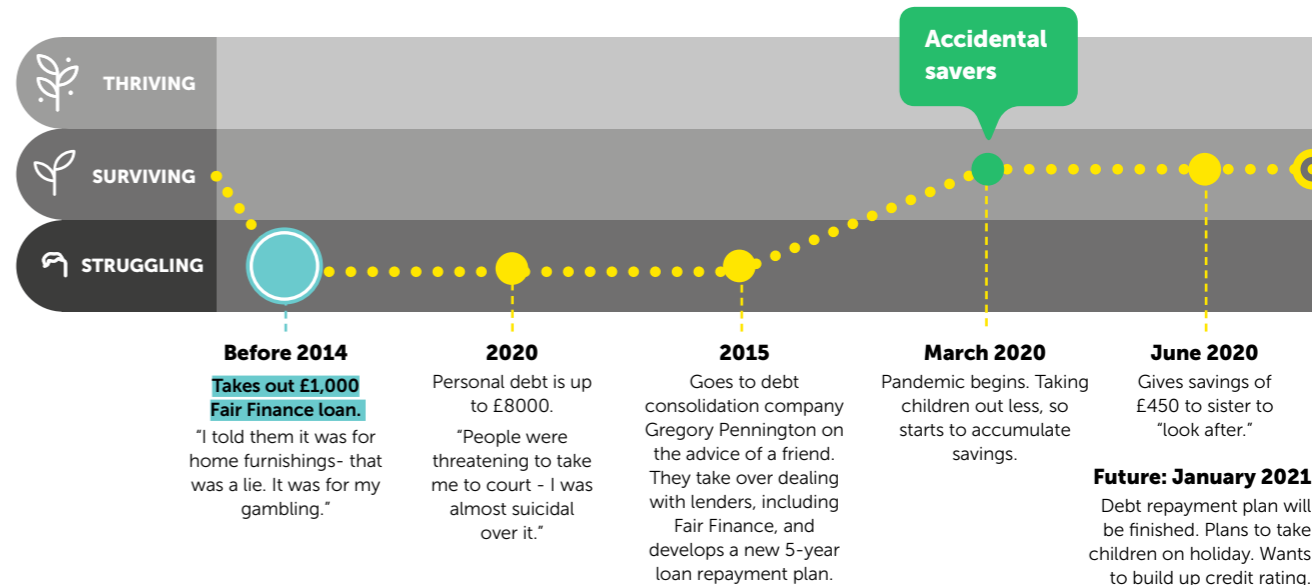 Accidental
savers
THRIVING
SURVIVING
STRUGGLING
Before 2014
Takes out £1,000
Fair Finance loan.
"I told them it was for
home furnishings- that
was a lie. It was for my
gambling."
2020
Personal debt is up
to £8000.
"People were
threatening to take
me to court - I was
almost suicidal
over it."
2015
Goes to debt
consolidation company
Gregory Pennington on
the advice of a friend.
They take over dealing
with lenders, including
Fair Finance, and
develops a new 5-year
loan repayment plan.
March 2020
Pandemic begins. Taking
children out less, so
starts to accumulate
savings.
June 2020
Gives savings of
£450 to sister to
"look after."
Future: January 2021
Debt repayment plan will
be finished. Plans to take
children on holiday. Wants
to build up credit rating.